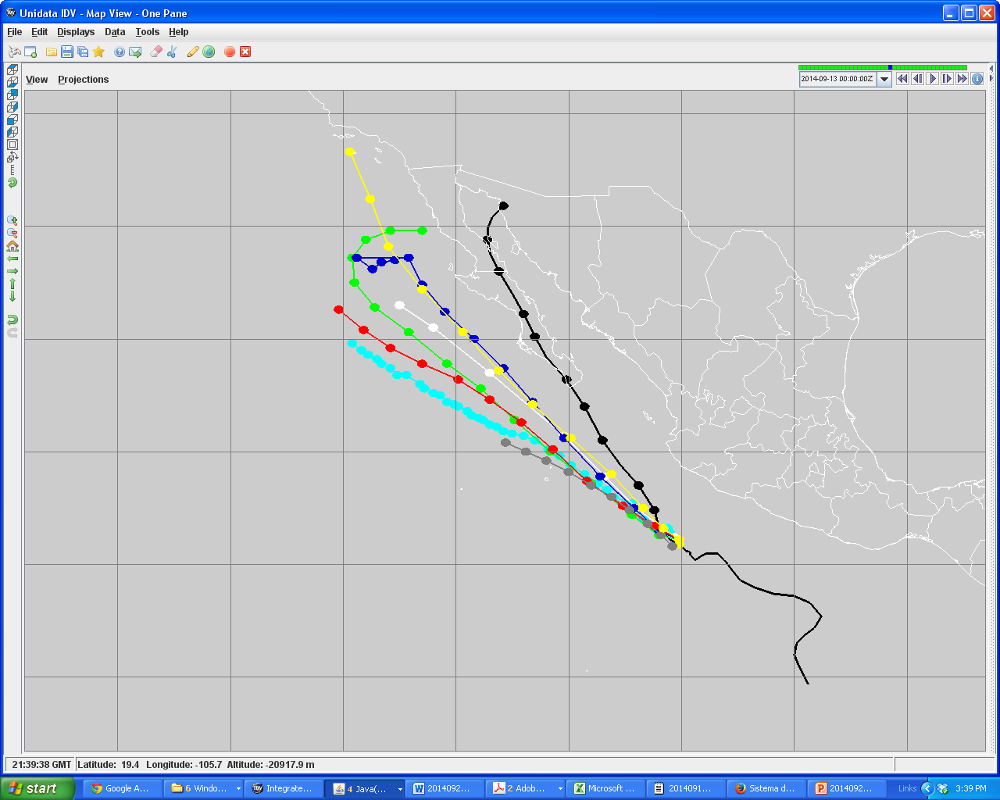 Unidata IDV - Map View - One Pane
File Edit Displays Data Tools Help
View Projections
2014-09-13 00:00:00Z
21:39:38 GMT Latitude: 19.4 Longitude: -105.7 Altitude: -20917.9 m
start Google A... 6 Windo... Integrate... 4 Java(... 2014092... 2 Adob... Microsoft ... 2014091... Sistema d... 2014092... Links 3:39 PM